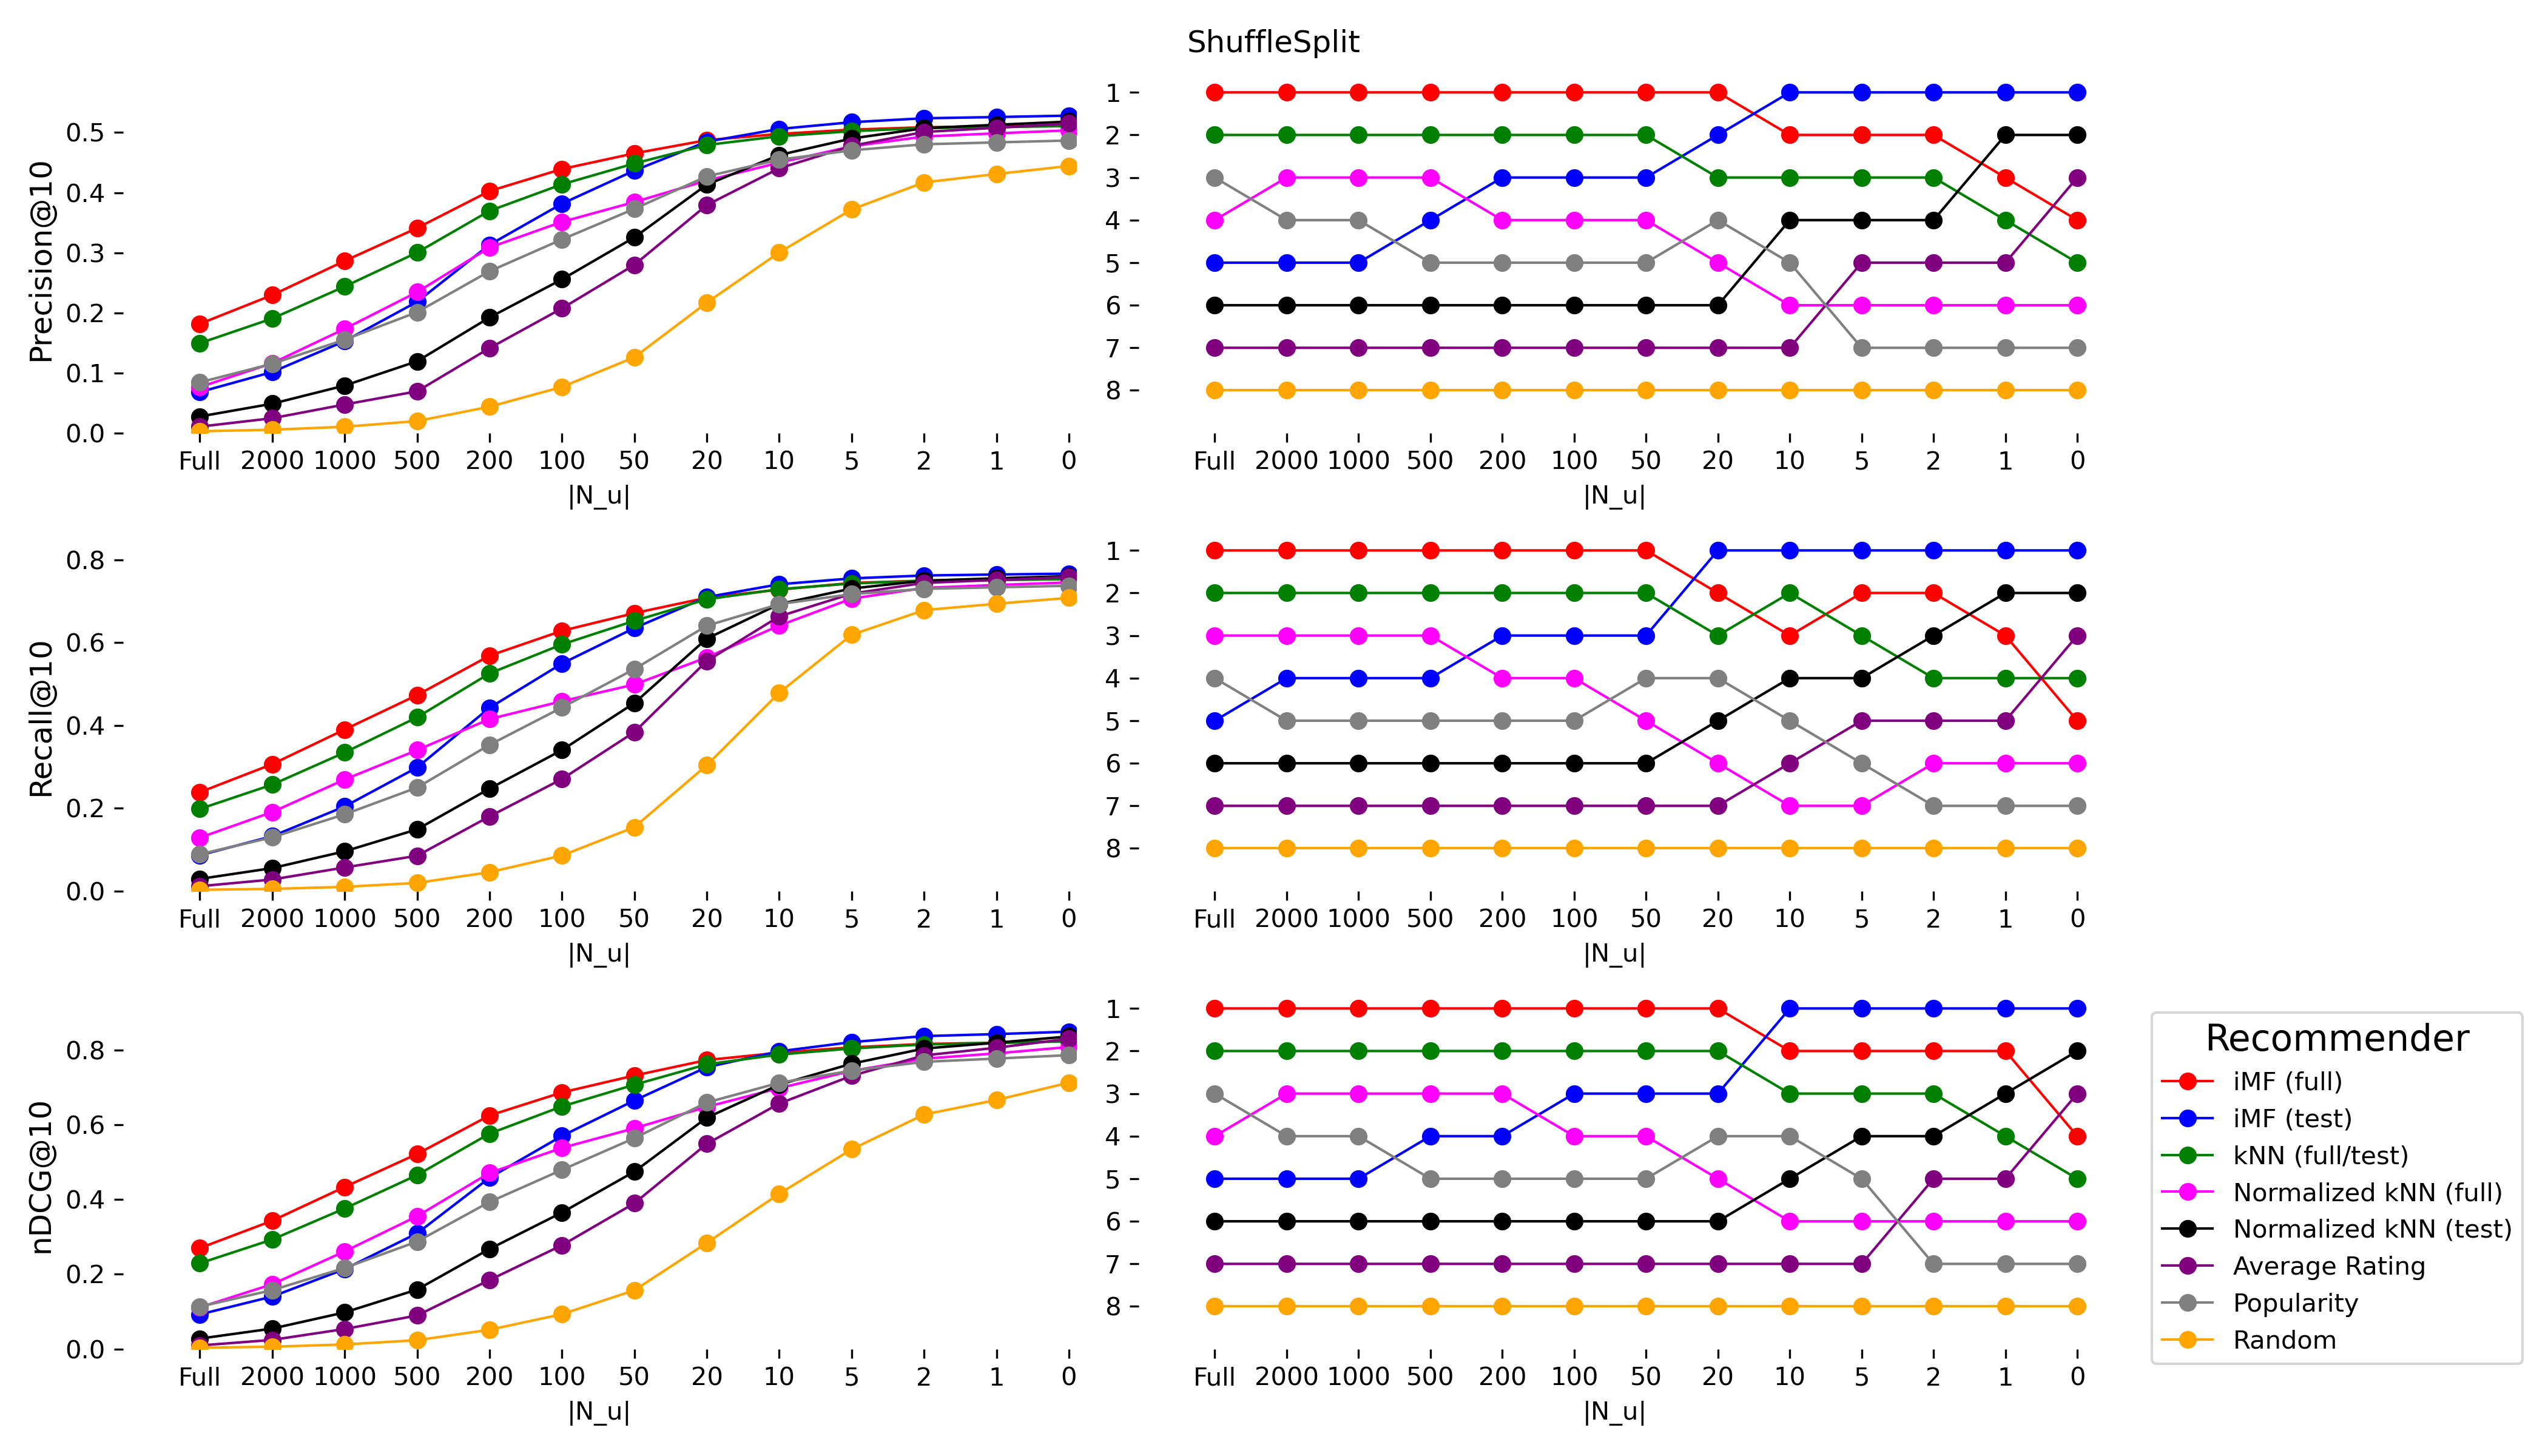 ShuffleSplit
Precision@10
0.5
0.4
0.3
0.2
0.1
0.0
Full 2000 1000 500 200 100 50 20 10 5 2 1 0
|N_u|
1
2
3
4
5
6
7
8
Full 2000 1000 500 200 100 50 20 10 5 2 1 0
|N_u|
Recall@10
0.8
0.6
0.4
0.2
0.0
Full 2000 1000 500 200 100 50 20 10 5 2 1 0
|N_u|
1
2
3
4
5
6
7
8
Full 2000 1000 500 200 100 50 20 10 5 2 1 0
|N_u|
nDCG@10
0.8
0.6
0.4
0.2
0.0
Full 2000 1000 500 200 100 50 20 10 5 2 1 0
|N_u|
1
2
3
4
5
6
7
8
Full 2000 1000 500 200 100 50 20 10 5 2 1 0
|N_u|
Recommender
iMF (full)
iMF (test)
kNN (full/test)
Normalized kNN (full)
Normalized kNN (test)
Average Rating
Popularity
Random